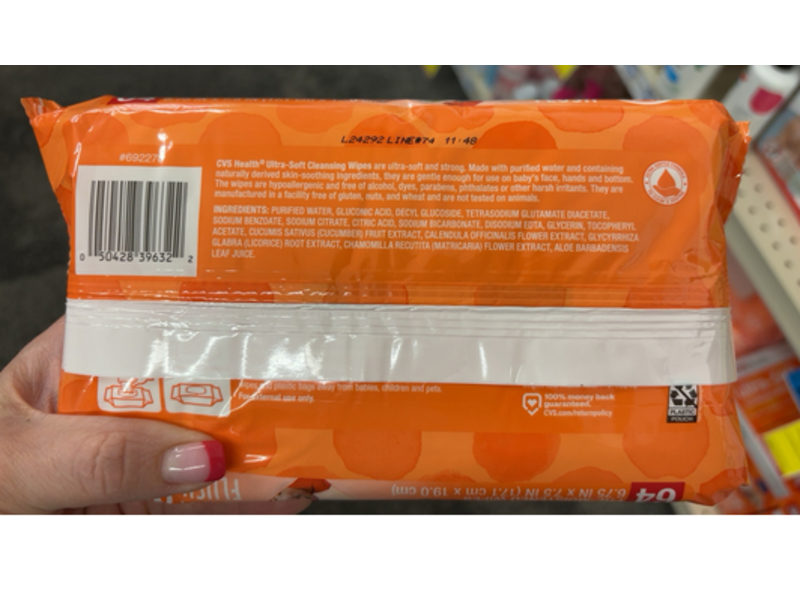 L24292 LINE#74 11:48
#692276
CVS Health® Ultra-Soft Cleansing Wipes are ultra-soft and strong. Made with purified water and containing
naturally derived skin-soothing ingredients, they are gentle enough for use on baby's face, hands and bottom.
The wipes are hypoallergenic and free of alcohol, dyes, parabens, phthalates or other harsh irritants. They are
manufactured in a facility free of gluten, nuts, and wheat and are not tested on animals.
INGREDIENTS: PURIFIED WATER, GLUCONIC ACID, DECYL GLUCOSIDE, TETRASODIUM GLUTAMATE DIACETATE,
SODIUM BENZOATE, SODIUM CITRATE, CITRIC ACID, SODIUM BICARBONATE, DISODIUM EDTA, GLYCERIN, TOCOPHERYL
ACETATE, CUCUMIS SATIVUS (CUCUMBER) FRUIT EXTRACT, CALENDULA OFFICINALIS FLOWER EXTRACT, GLYCYRRHIZA
GLABRA (LICORICE) ROOT EXTRACT, CHAMOMILLA RECUTITA (MATRICARIA) FLOWER EXTRACT, ALOE BARBADENSIS
LEAF JUICE.
0 50428 39632 2
wipes and plastic bags away from babies, children and pets.
For external use only.
100% money back
guaranteed.
CVS.com/returnpolicy
PLASTIC
POUCH
64
6.75 IN x 7.5 IN (17.1 cm x 19.0 cm)